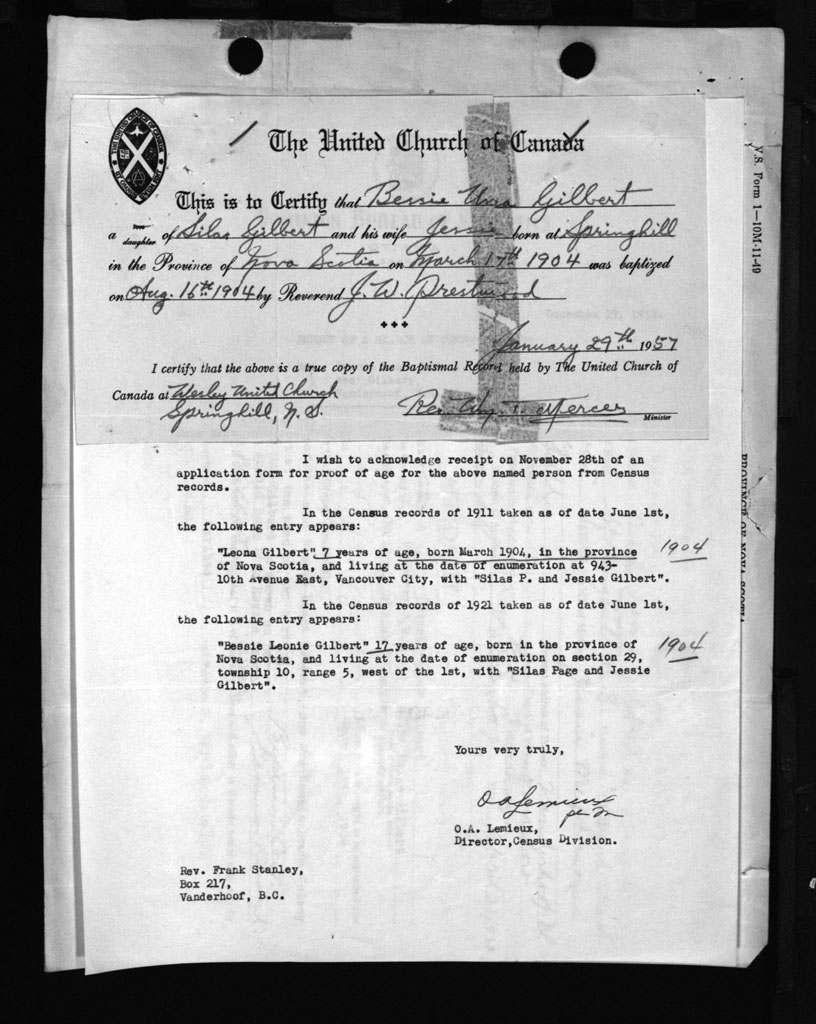 The United Church of Canada
This is to Certify that Bessie Una Gilbert
a daughter of Silas Gilbert and his wife Jessie born at Springhill
in the Province of Nova Scotia on March 17th 1904 was baptized
on Aug. 16th 1904 by Reverend J. W. Prestwood
January 29th 1957
I certify that the above is a true copy of the Baptismal Record held by The United Church of
Canada at Wesley United Church
Springhill, N.S.
Rev. Wm. T. Mercer
Minister
I wish to acknowledge receipt on November 28th of an
application form for proof of age for the above named person from Census
records.
In the Census records of 1911 taken as of date June 1st,
the following entry appears:
"Leona Gilbert" 7 years of age, born March 1904, in the province 1904
of Nova Scotia, and living at the date of enumeration at 943-
10th Avenue East, Vancouver City, with "Silas P. and Jessie Gilbert".
In the Census records of 1921 taken as of date June 1st,
the following entry appears:
"Bessie Leonie Gilbert" 17 years of age, born in the province of 1904
Nova Scotia, and living at the date of enumeration on section 29,
township 10, range 5, west of the 1st, with "Silas Page and Jessie
Gilbert".
Yours very truly,
O A Lemieux
per m
O.A. Lemieux,
Director, Census Division.
Rev. Frank Stanley,
Box 217,
Vanderhoof, B.C.
V.S. Form 1—10M-11-49
PROVINCE OF NOVA SCOTIA